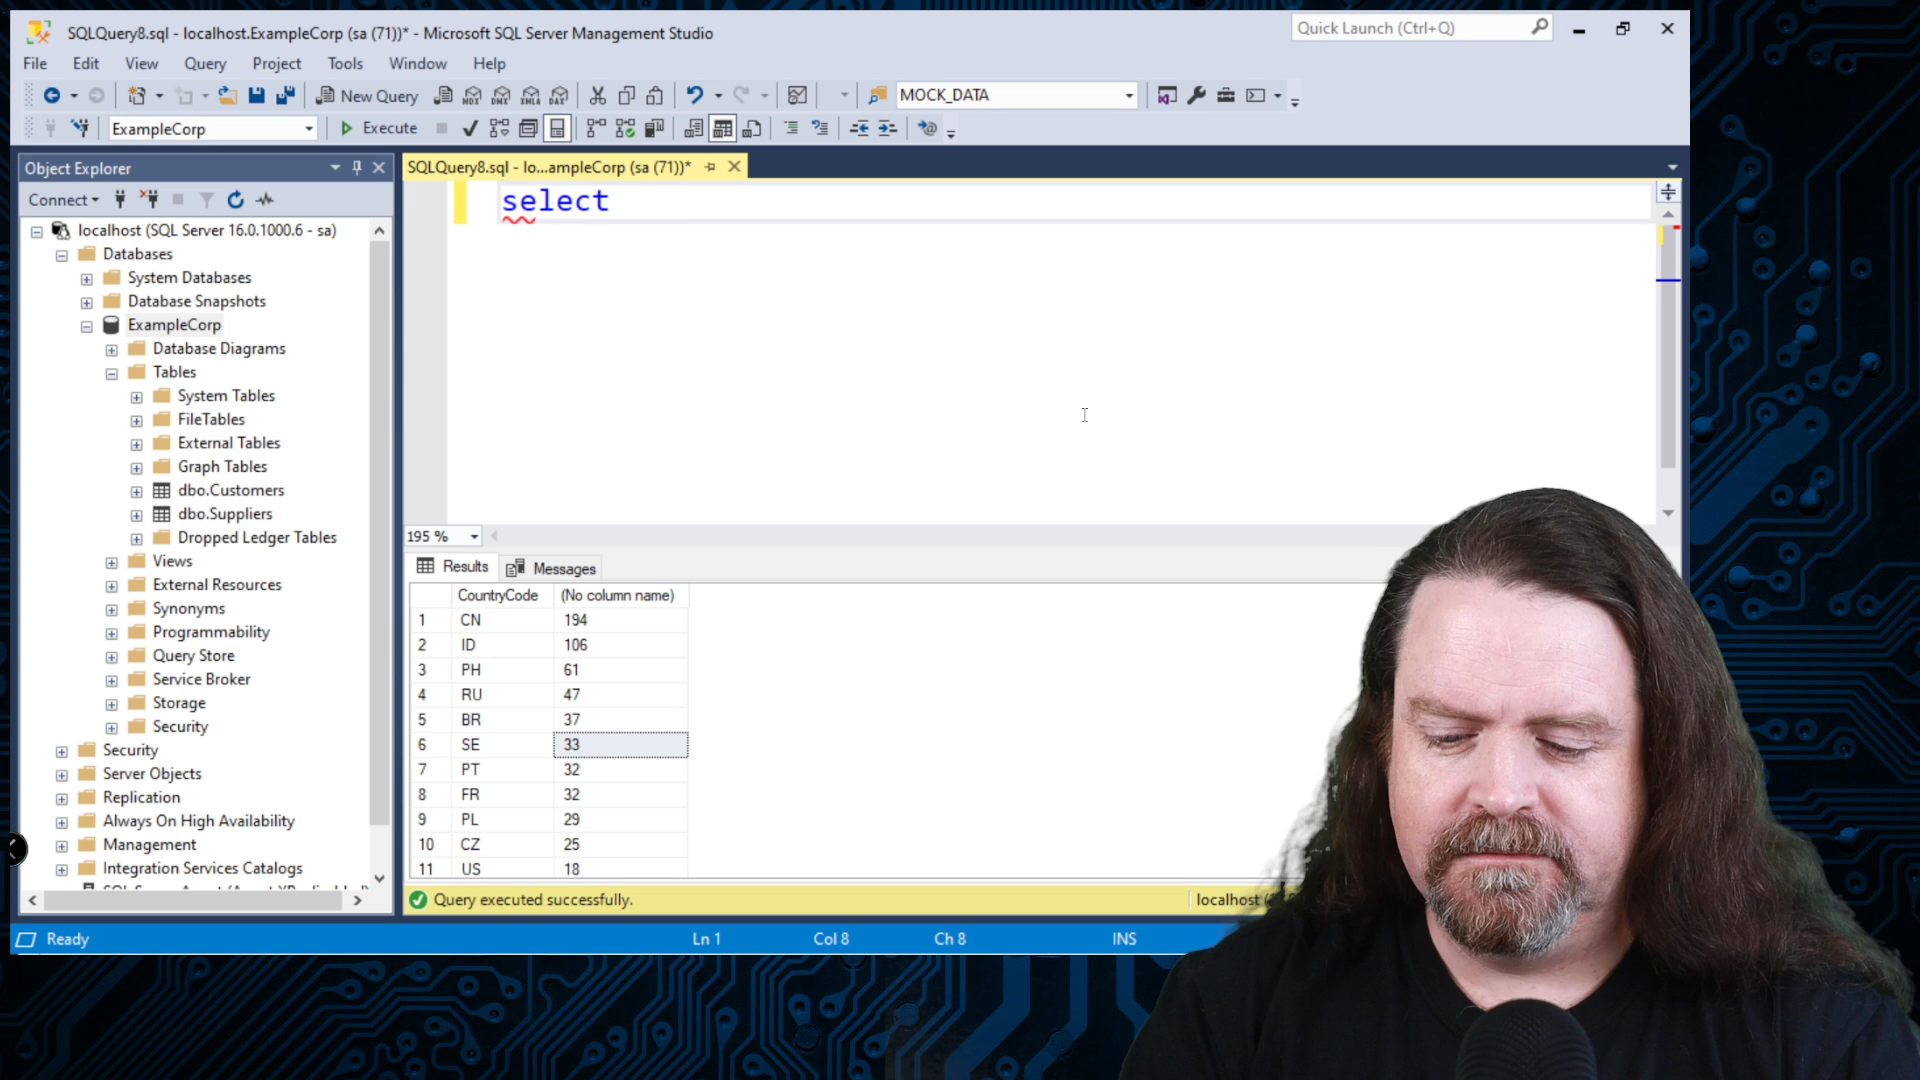 SQLQuery8.sql - localhost.ExampleCorp (sa (71))* - Microsoft SQL Server Management Studio
Quick Launch (Ctrl+Q)
File Edit View Query Project Tools Window Help
New Query MDX DMX XMLA DAX MOCK_DATA
ExampleCorp Execute
Object Explorer
SQLQuery8.sql - lo...ampleCorp (sa (71))*
Connect
select
localhost (SQL Server 16.0.1000.6 - sa)
Databases
System Databases
Database Snapshots
ExampleCorp
Database Diagrams
Tables
System Tables
FileTables
External Tables
Graph Tables
dbo.Customers
dbo.Suppliers
Dropped Ledger Tables
Views
External Resources
Synonyms
Programmability
Query Store
Service Broker
Storage
Security
Security
Server Objects
Replication
Always On High Availability
Management
Integration Services Catalogs
195 %
Results Messages
CountryCode (No column name)
1 CN 194
2 ID 106
3 PH 61
4 RU 47
5 BR 37
6 SE 33
7 PT 32
8 FR 32
9 PL 29
10 CZ 25
11 US 18
Query executed successfully.
localhost
Ready Ln 1 Col 8 Ch 8 INS